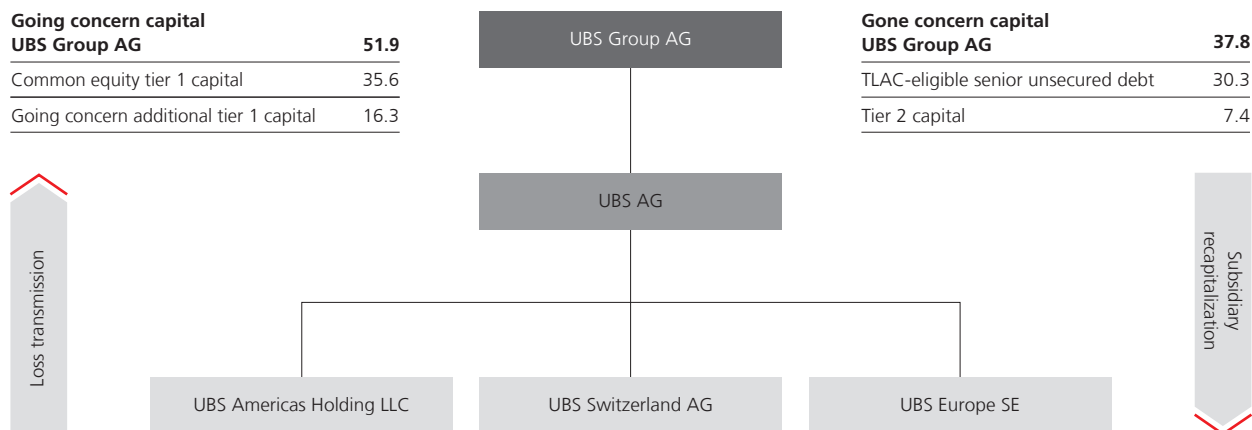 Going concern capital
UBS Group AG 51.9
Common equity tier 1 capital 35.6
Going concern additional tier 1 capital 16.3
UBS Group AG
Gone concern capital
UBS Group AG 37.8
TLAC-eligible senior unsecured debt 30.3
Tier 2 capital 7.4
UBS AG
Loss transmission
Subsidiary
recapitalization
UBS Americas Holding LLC
UBS Switzerland AG
UBS Europe SE